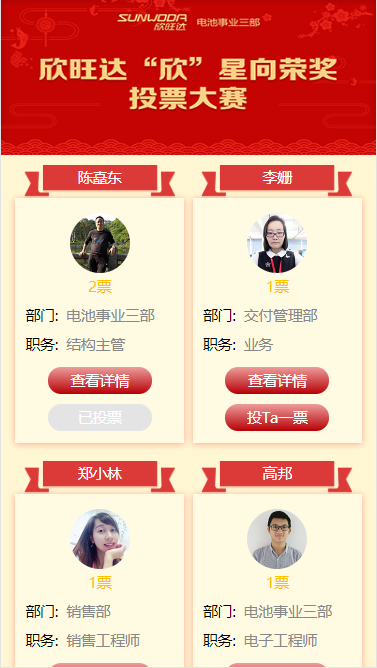 SUNWODA
欣旺达
电池事业三部
欣旺达“欣”星向荣奖
投票大赛
陈嘉东
2票
部门: 电池事业三部
职务: 结构主管
查看详情
已投票
李姗
1票
部门: 交付管理部
职务: 业务
查看详情
投Ta一票
郑小林
1票
部门: 销售部
职务: 销售工程师
高邦
1票
部门: 电池事业三部
职务: 电子工程师